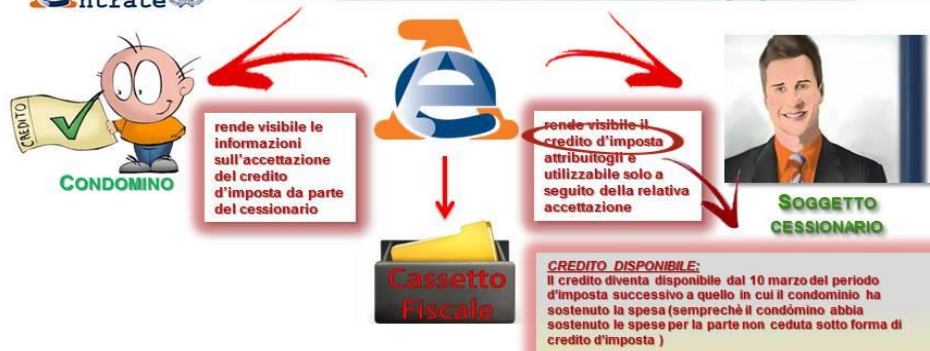 ntrate
CREDITO
CONDOMINO
rende visibile le
informazioni
sull'accettazione
del credito
d'imposta da parte
del cessionario
rende visibile il
credito d'imposta
attribuitogli e
utilizzabile solo a
seguito della relativa
accettazione
SOGGETTO
CESSIONARIO
Cassetto
Fiscale
CREDITO DISPONIBILE:
Il credito diventa disponibile dal 10 marzo del periodo
d'imposta successivo a quello in cui il condominio ha
sostenuto la spesa (semprechè il condòmino abbia
sostenuto le spese per la parte non ceduta sotto forma di
credito d'imposta )